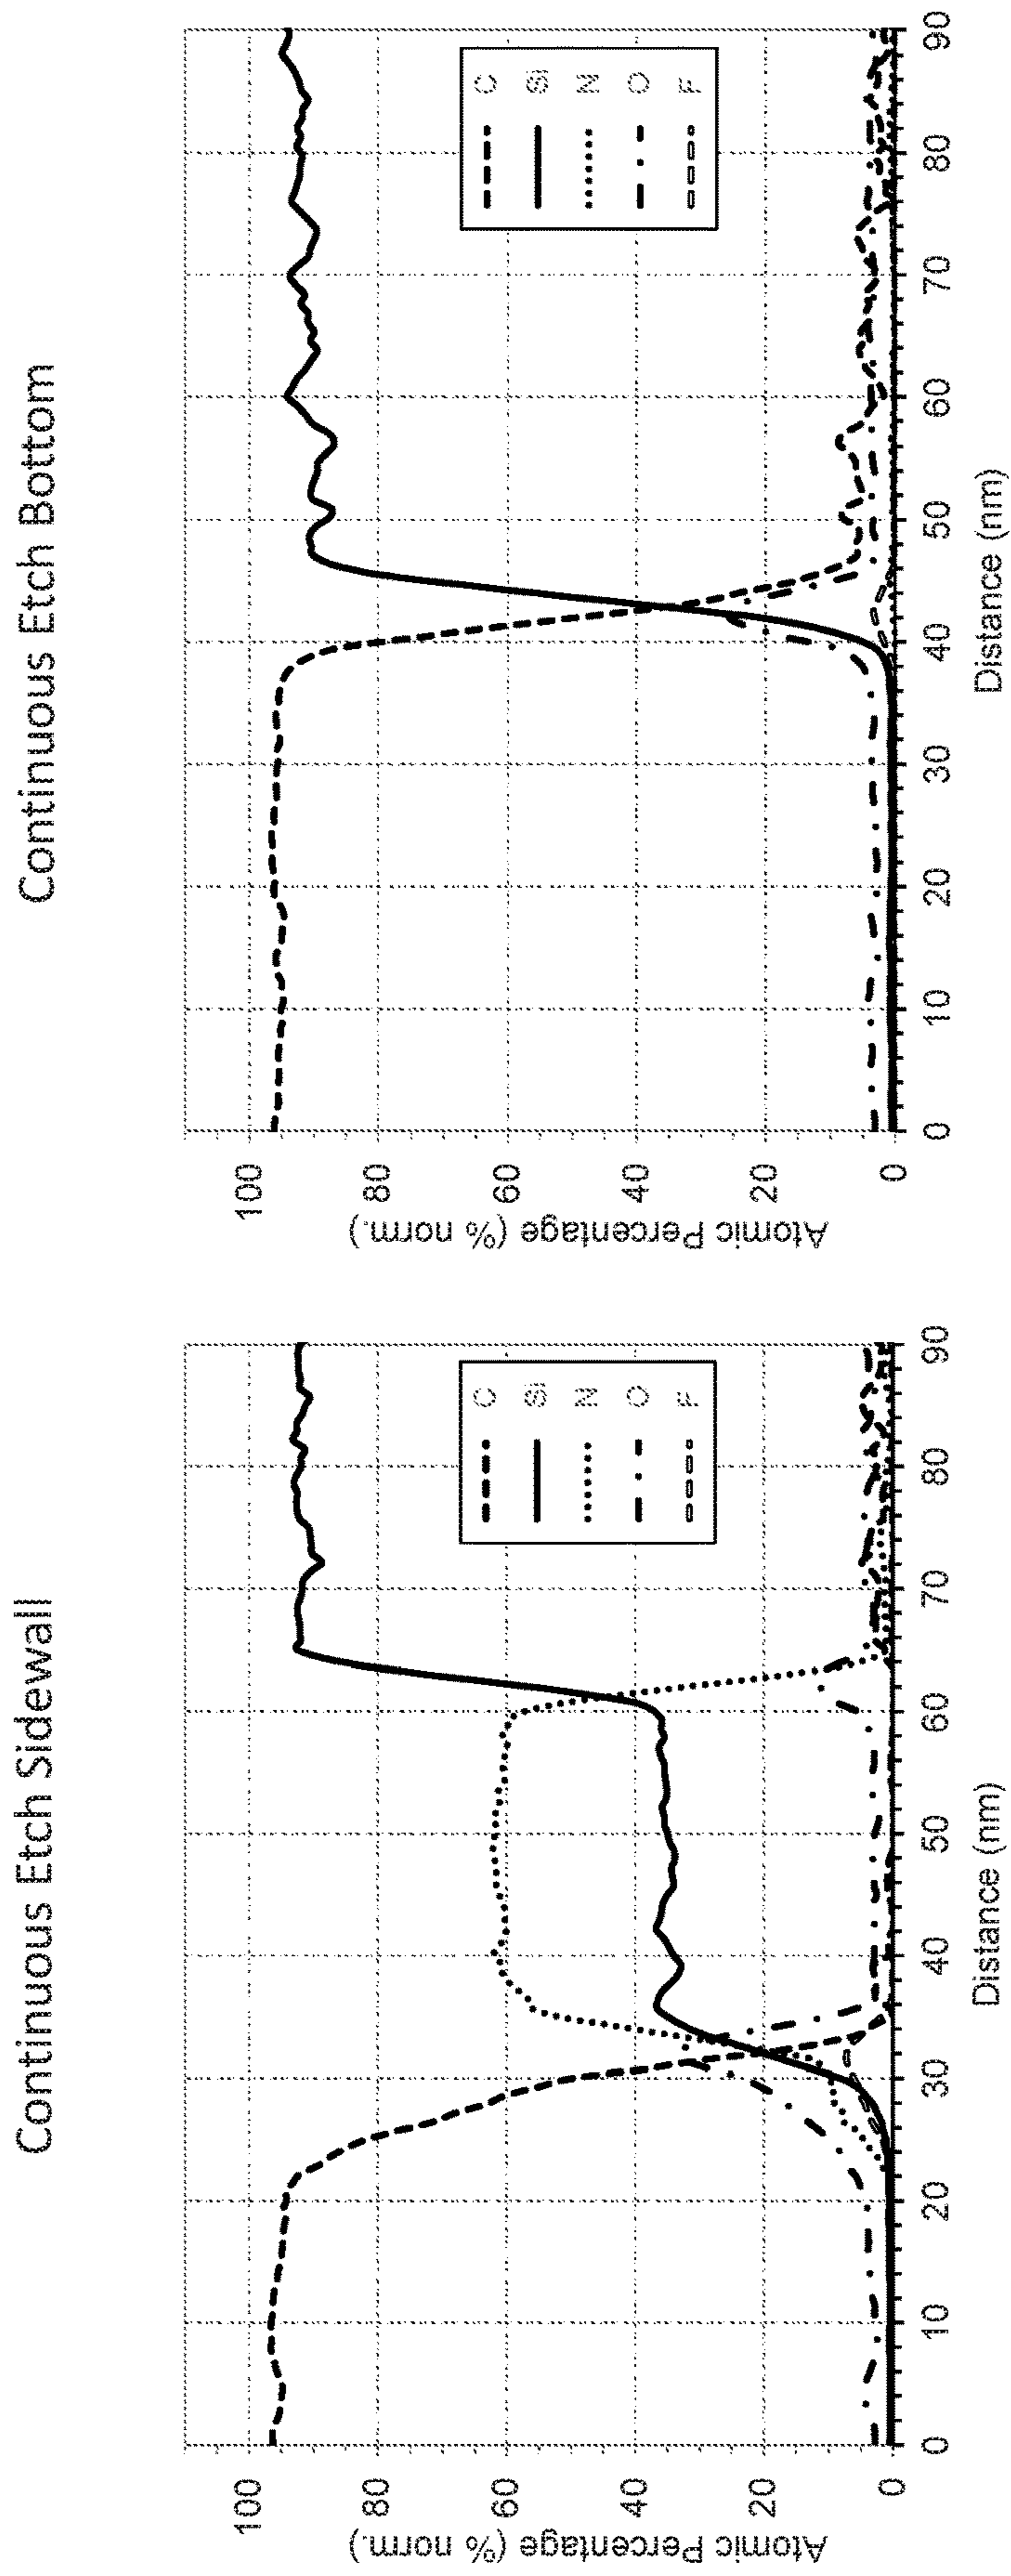 Continuous Etch Sidewall
Atomic Percentage (% norm.)
100
80
60
40
20
0
C
Si
N
O
F
0 10 20 30 40 50 60 70 80 90
Distance (nm)
Continuous Etch Bottom
Atomic Percentage (% norm.)
100
80
60
40
20
0
C
Si
N
O
F
0 10 20 30 40 50 60 70 80 90
Distance (nm)